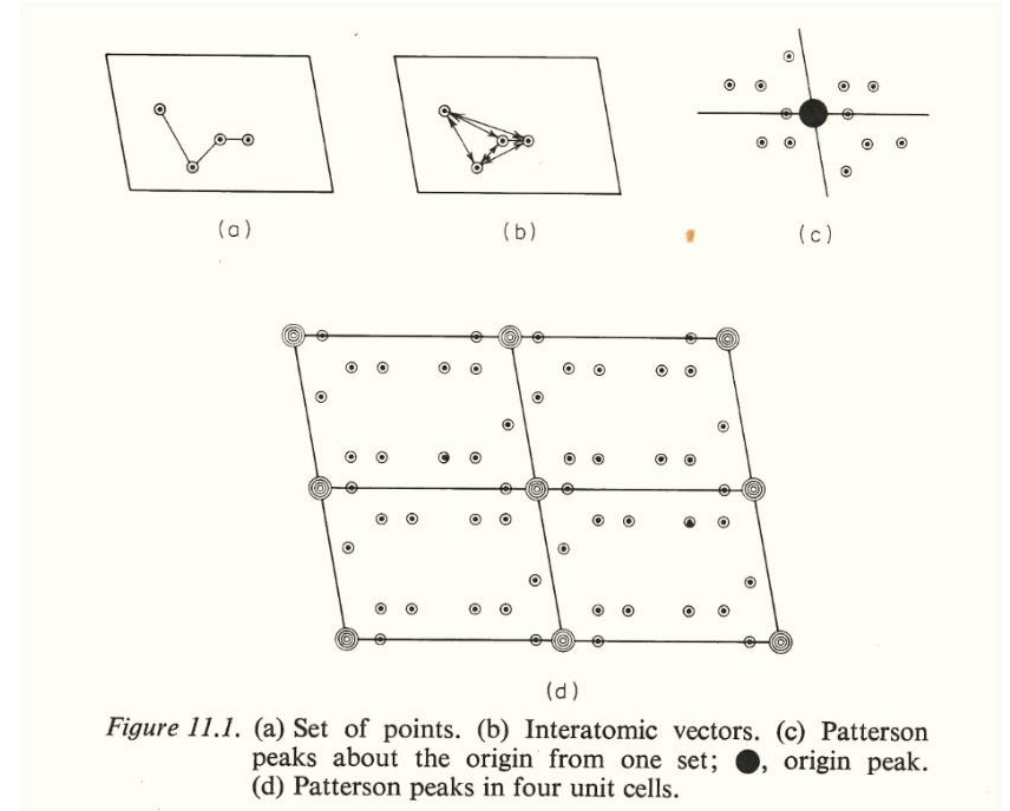 (a)
(b)
(c)
(d)
Figure 11.1. (a) Set of points. (b) Interatomic vectors. (c) Patterson
peaks about the origin from one set; ●, origin peak.
(d) Patterson peaks in four unit cells.